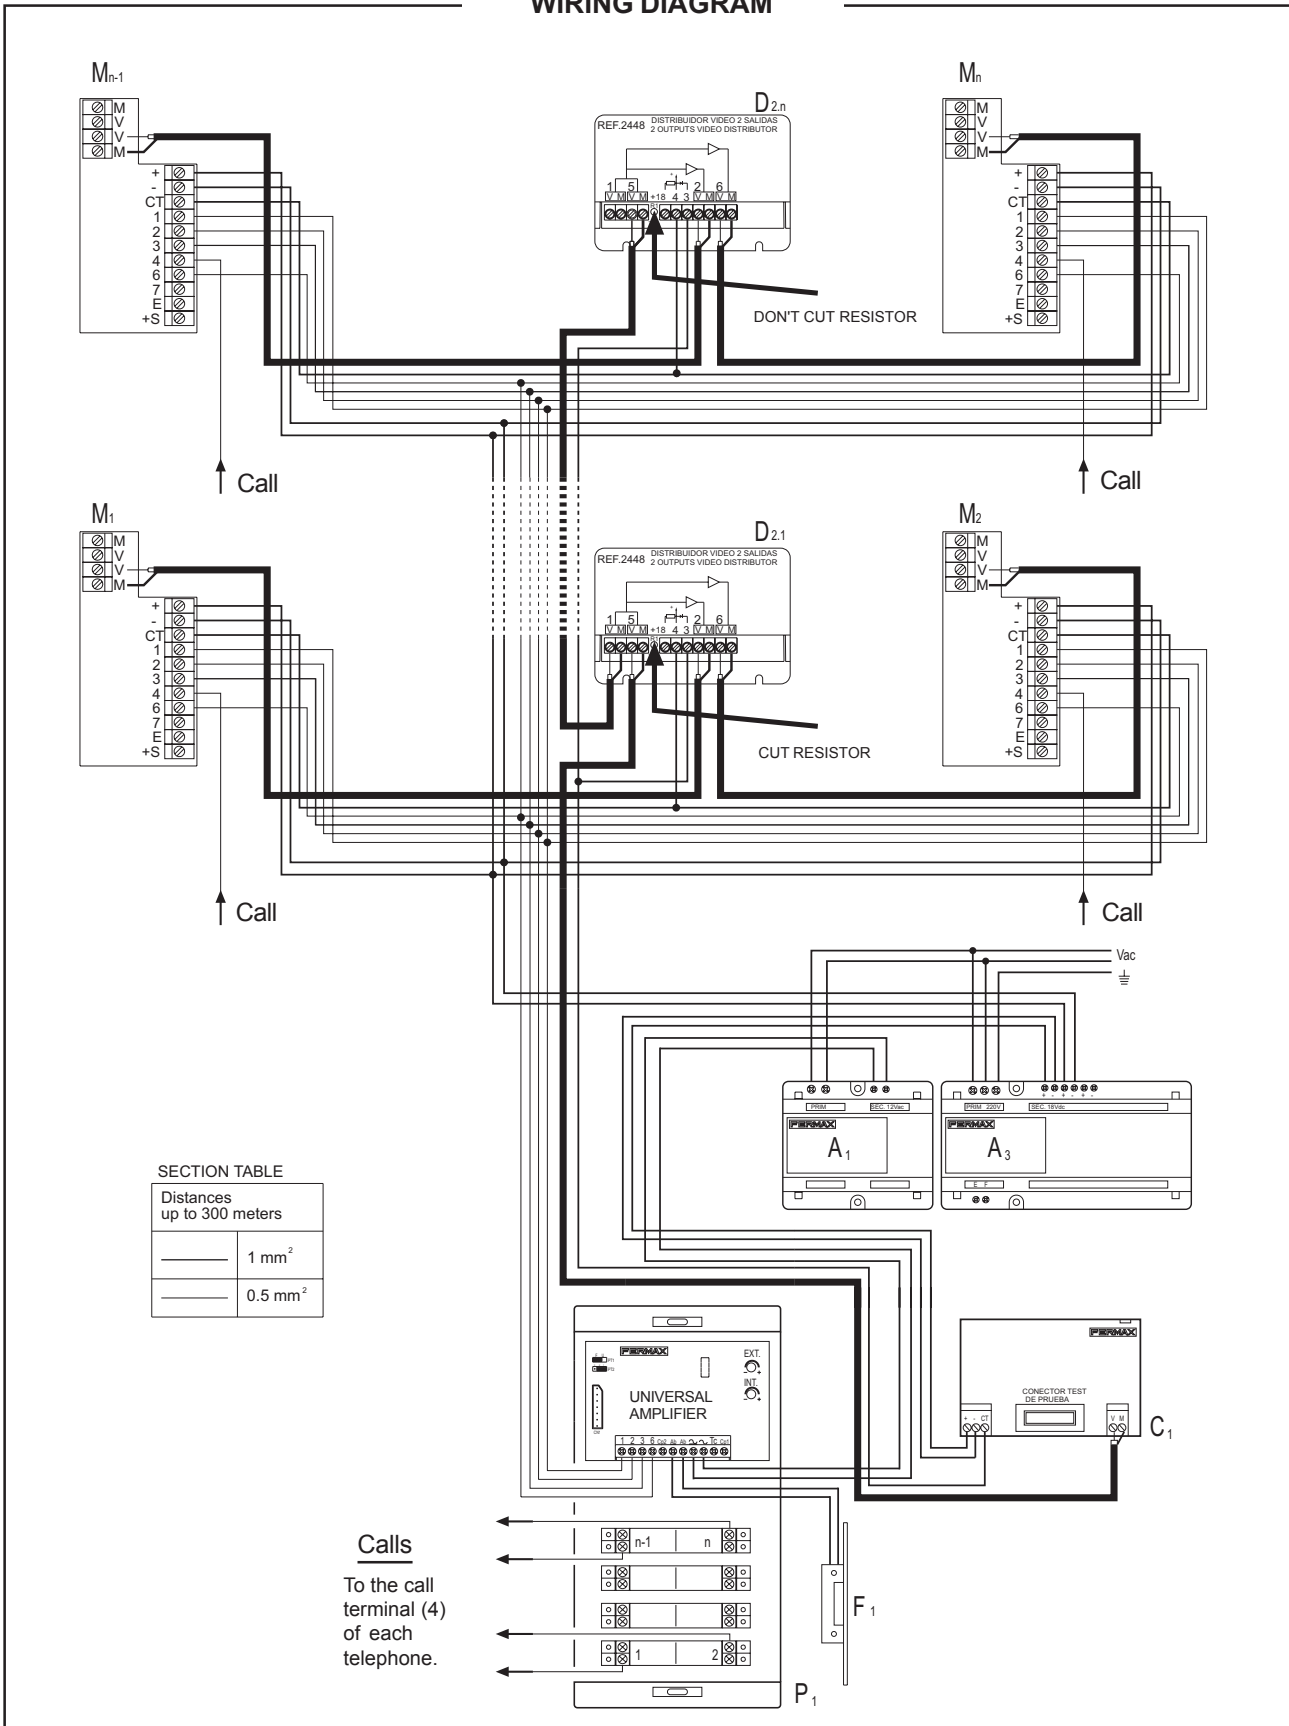 WIRING DIAGRAM
Mn-1
M
V
V
M
+
-
CT
1
2
3
4
6
7
E
+S
Call
D2.n
REF.2448
DISTRIBUIDOR VIDEO 2 SALIDAS
2 OUTPUTS VIDEO DISTRIBUTOR
1 5 2 6
V M V M +18 4 3 V M V M
R1
DON'T CUT RESISTOR
Mn
M
V
V
M
+
-
CT
1
2
3
4
6
7
E
+S
Call
M1
M
V
V
M
+
-
CT
1
2
3
4
6
7
E
+S
Call
D2.1
REF.2448
DISTRIBUIDOR VIDEO 2 SALIDAS
2 OUTPUTS VIDEO DISTRIBUTOR
1 5 2 6
V M V M +18 4 3 V M V M
R1
CUT RESISTOR
M2
M
V
V
M
+
-
CT
1
2
3
4
6
7
E
+S
Call
Vac
PRIM
SEC. 12Vac
FERMAX
A1
+ - + - + -
PRIM 220V
SEC. 18Vdc
FERMAX
A3
E F
SECTION TABLE
Distances
up to 300 meters
1 mm²
0.5 mm²
FERMAX
EXT.
- +
INT.
- +
UNIVERSAL
AMPLIFIER
1 2 3 6 Cp2 Ab Ab Tc Cp1
FERMAX
CONECTOR TEST
DE PRUEBA
+ - CT
V M
C1
n-1 n
1 2
F1
P1
Calls
To the call
terminal (4)
of each
telephone.